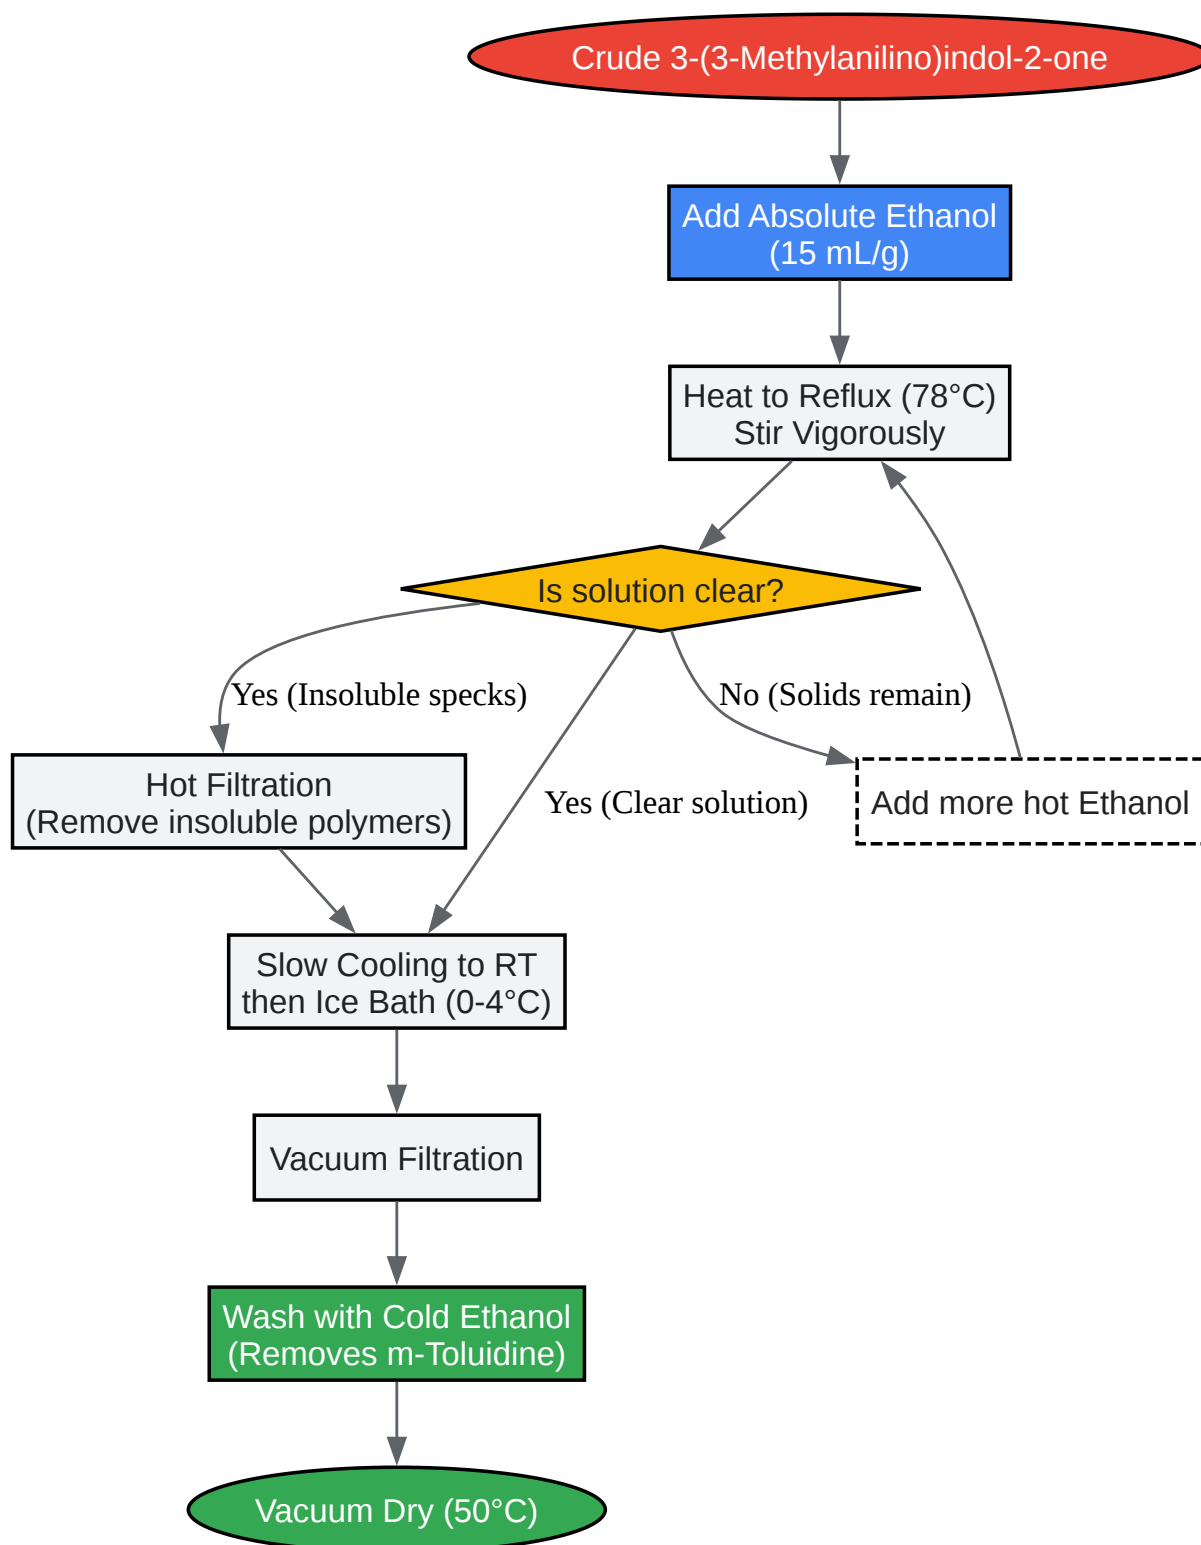 Crude 3-(3-Methylanilino)indol-2-one
Add Absolute Ethanol
(15 mL/g)
Heat to Reflux (78°C)
Stir Vigorously
Is solution clear?
Yes (Insoluble specks)
No (Solids remain)
Hot Filtration
(Remove insoluble polymers)
Yes (Clear solution)
Add more hot Ethanol
Slow Cooling to RT
then Ice Bath (0-4°C)
Vacuum Filtration
Wash with Cold Ethanol
(Removes m-Toluidine)
Vacuum Dry (50°C)